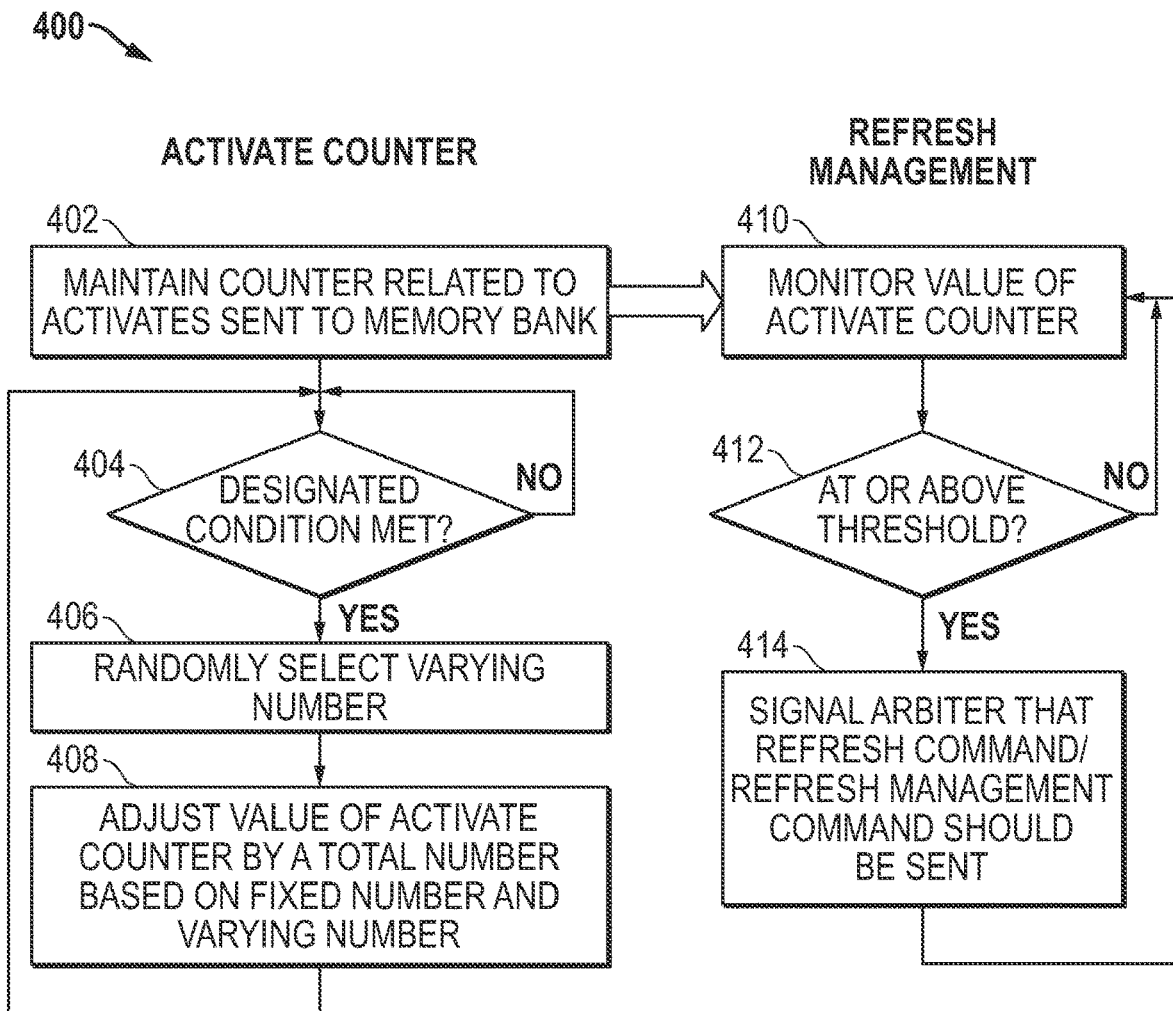 400
ACTIVATE COUNTER
402
MAINTAIN COUNTER RELATED TO
ACTIVATES SENT TO MEMORY BANK
404
DESIGNATED
CONDITION MET?
NO
YES
406
RANDOMLY SELECT VARYING
NUMBER
408
ADJUST VALUE OF ACTIVATE
COUNTER BY A TOTAL NUMBER
BASED ON FIXED NUMBER AND
VARYING NUMBER
REFRESH
MANAGEMENT
410
MONITOR VALUE OF
ACTIVATE COUNTER
412
AT OR ABOVE
THRESHOLD?
NO
YES
414
SIGNAL ARBITER THAT
REFRESH COMMAND/
REFRESH MANAGEMENT
COMMAND SHOULD
BE SENT